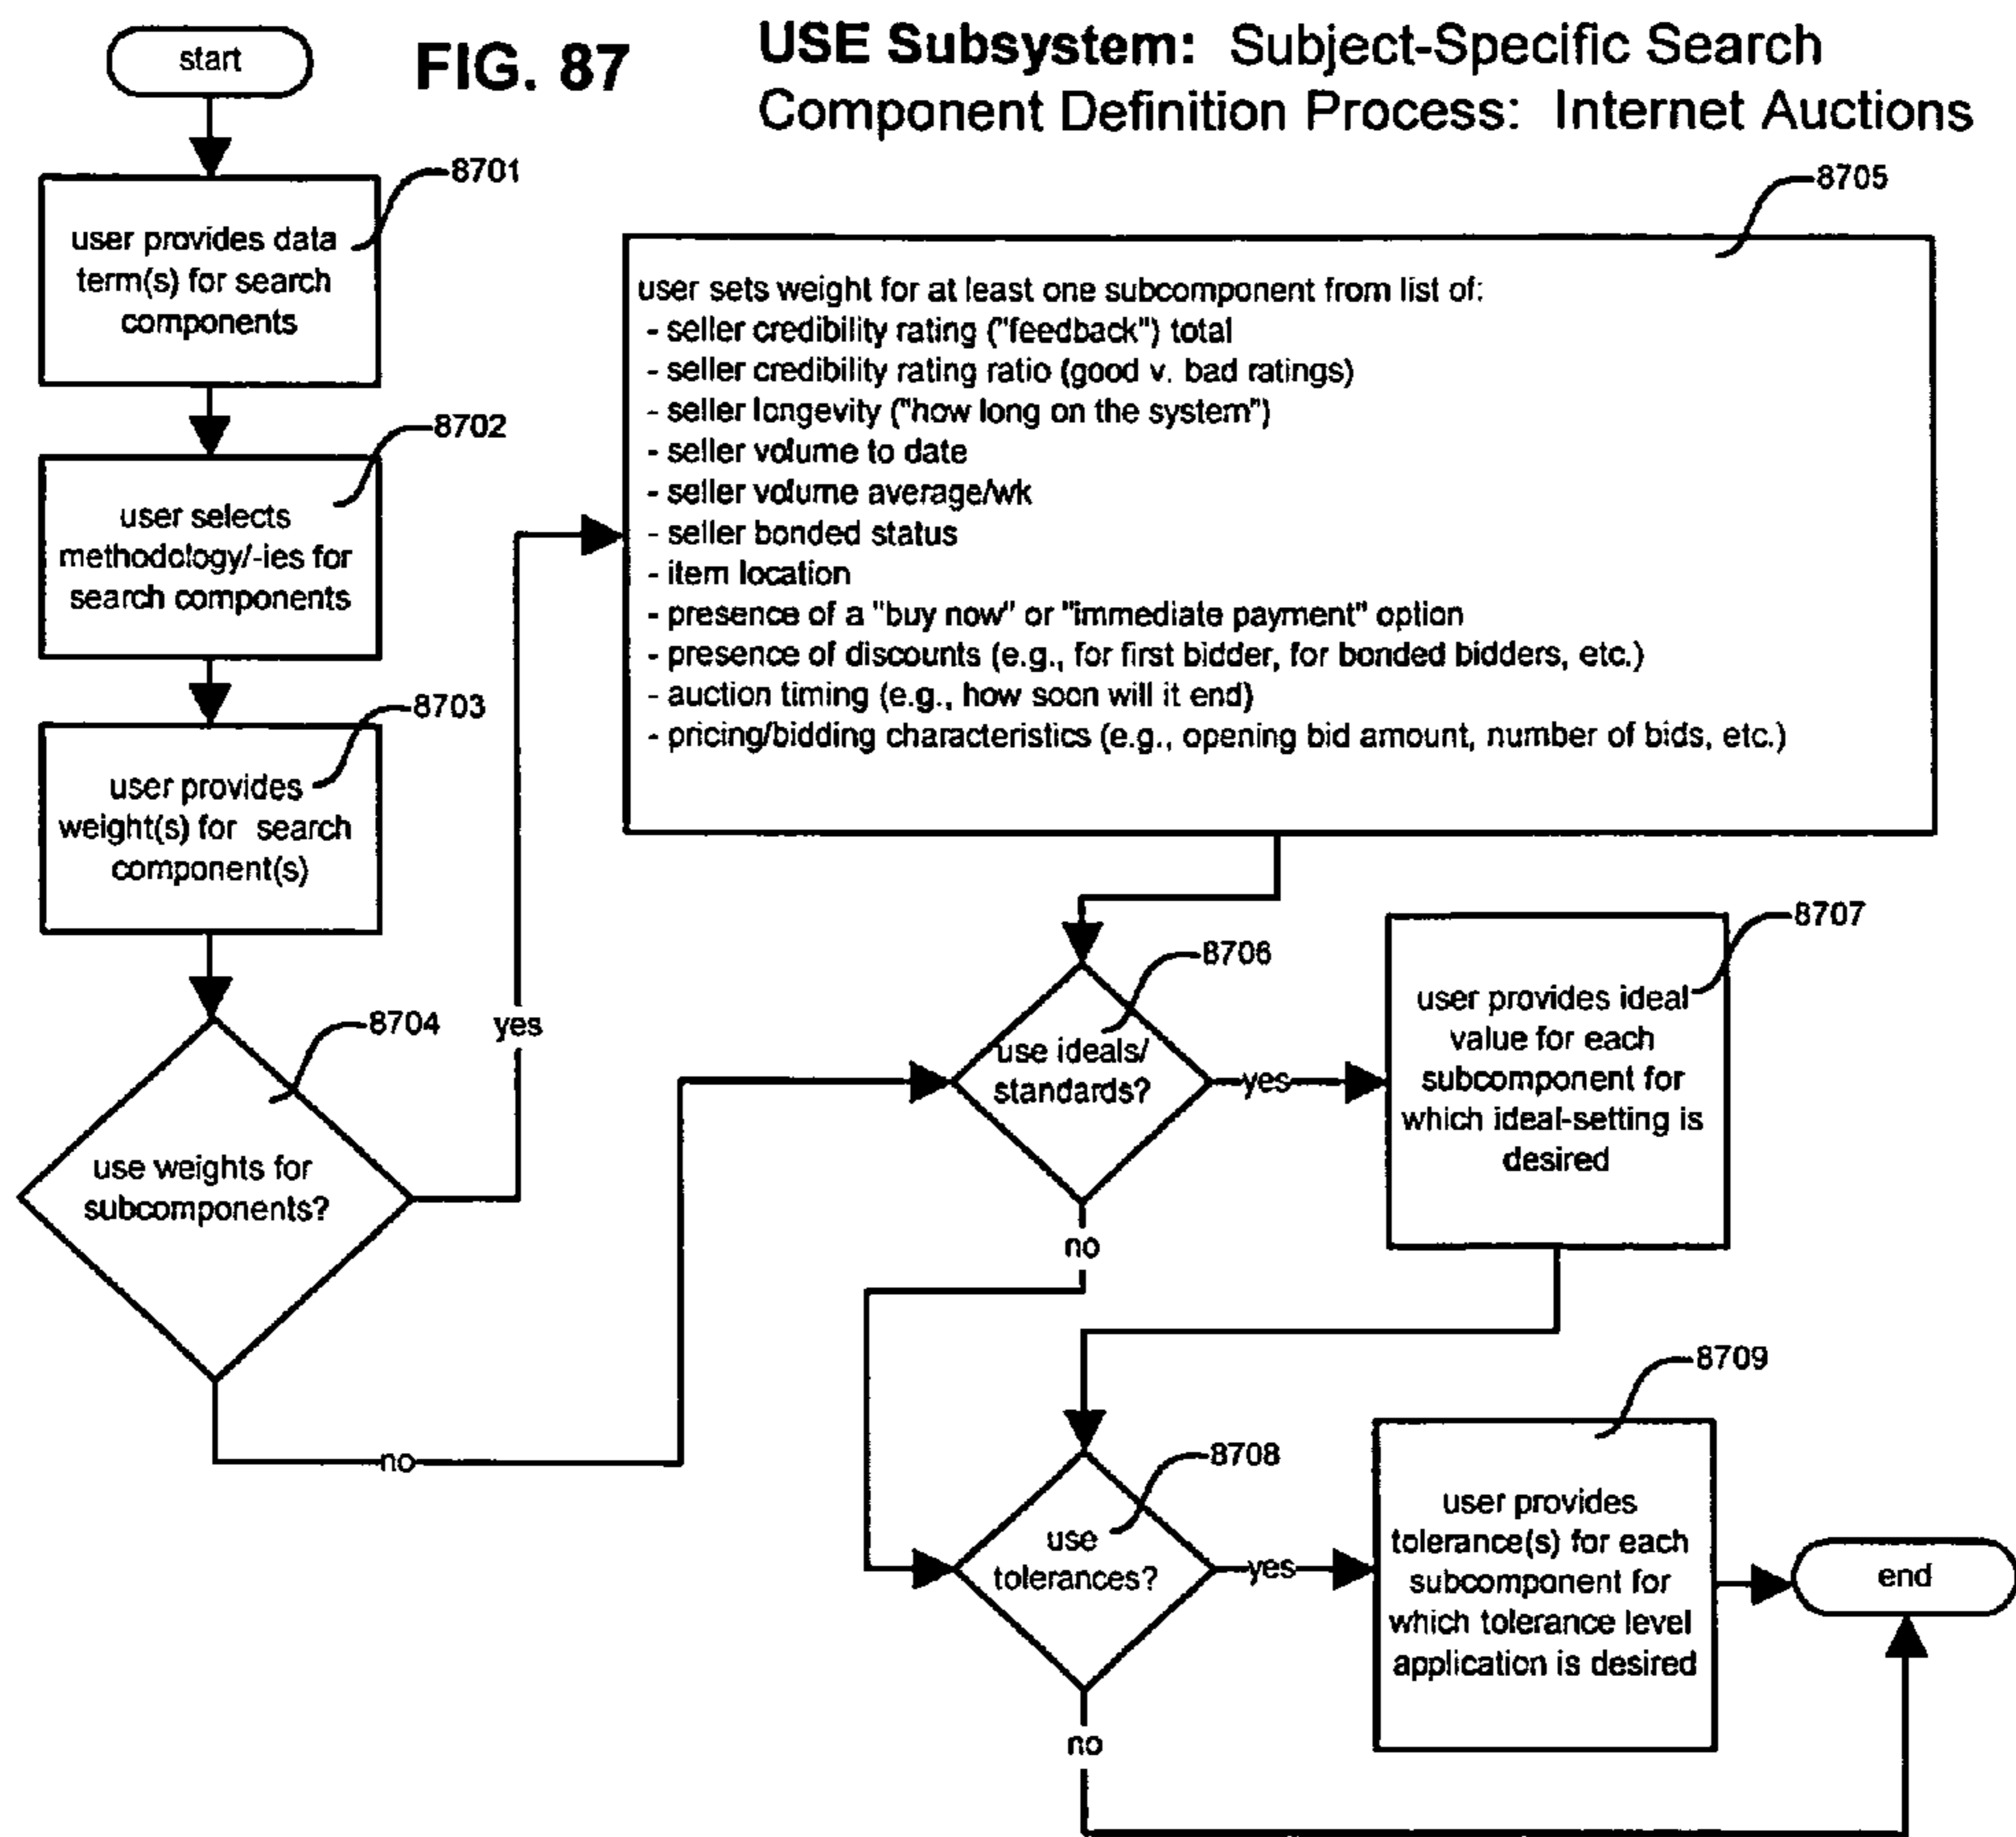 start
FIG. 87
USE Subsystem: Subject-Specific Search
Component Definition Process: Internet Auctions
8701
user provides data
term(s) for search
components
8702
user selects
methodology/-ies for
search components
8703
user provides
weight(s) for search
component(s)
8704
use weights for
subcomponents?
yes
no
8705
user sets weight for at least one subcomponent from list of:
- seller credibility rating ("feedback") total
- seller credibility rating ratio (good v. bad ratings)
- seller longevity ("how long on the system")
- seller volume to date
- seller volume average/wk
- seller bonded status
- item location
- presence of a "buy now" or "immediate payment" option
- presence of discounts (e.g., for first bidder, for bonded bidders, etc.)
- auction timing (e.g., how soon will it end)
- pricing/bidding characteristics (e.g., opening bid amount, number of bids, etc.)
8706
use ideals/
standards?
yes
no
8707
user provides ideal
value for each
subcomponent for
which ideal-setting is
desired
8708
use
tolerances?
yes
no
8709
user provides
tolerance(s) for each
subcomponent for
which tolerance level
application is desired
end